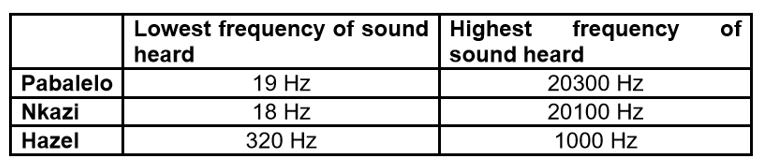 Lowest frequency of sound heard
Highest frequency of sound heard
Pabalelo 19 Hz 20300 Hz
Nkazi 18 Hz 20100 Hz
Hazel 320 Hz 1000 Hz